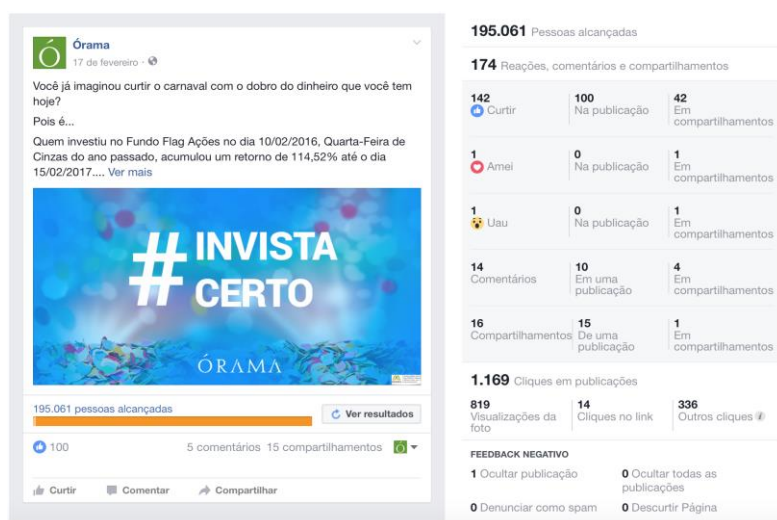 Órama
17 de fevereiro ·
Você já imaginou curtir o carnaval com o dobro do dinheiro que você tem
hoje?
Pois é...
Quem investiu no Fundo Flag Ações no dia 10/02/2016, Quarta-Feira de
Cinzas do ano passado, acumulou um retorno de 114,52% até o dia
15/02/2017.... Ver mais
# INVISTA
CERTO
ÓRAMA
195.061 pessoas alcançadas
Ver resultados
100
5 comentários 15 compartilhamentos
Curtir Comentar Compartilhar
195.061 Pessoas alcançadas
174 Reações, comentários e compartilhamentos
142 100 42
Curtir Na publicação Em
compartilhamentos
1 0 1
Amei Na publicação Em
compartilhamentos
1 0 1
Uau Na publicação Em
compartilhamentos
14 10 4
Comentários Em uma Em
publicação compartilhamentos
16 15 1
Compartilhamentos De uma Em
publicação compartilhamentos
1.169 Cliques em publicações
819 14 336
Visualizações da Cliques no link Outros cliques
foto
FEEDBACK NEGATIVO
1 Ocultar publicação 0 Ocultar todas as
publicações
0 Denunciar como spam 0 Descurtir Página